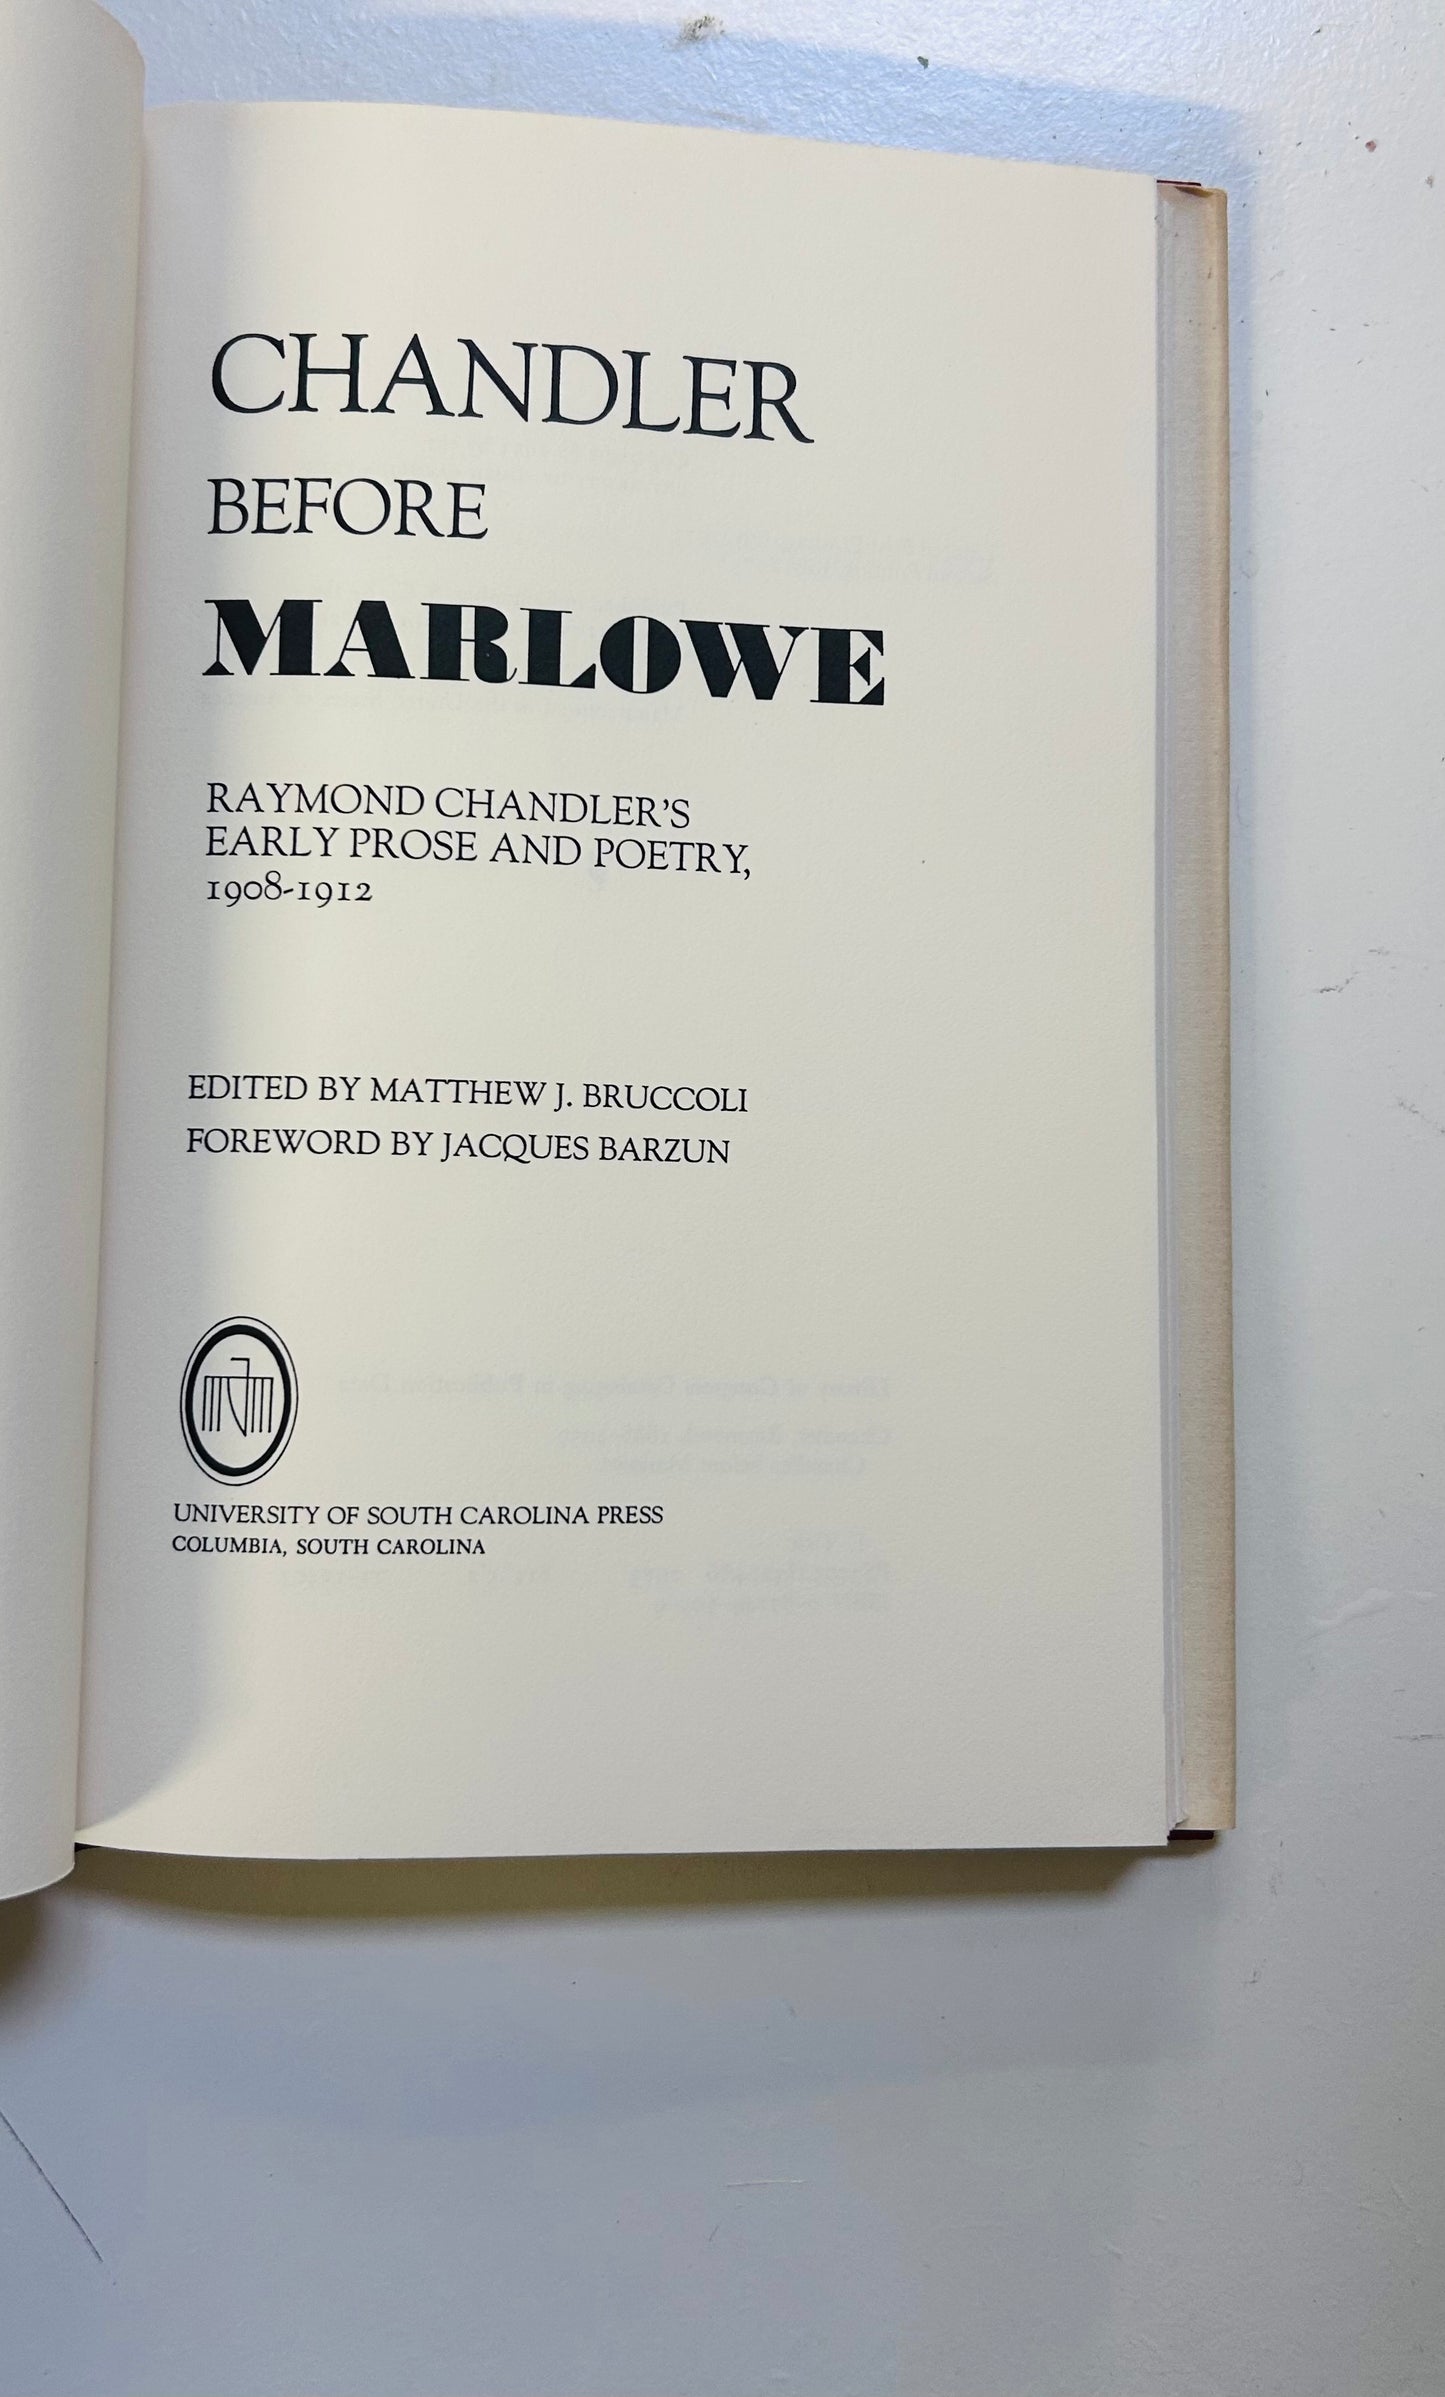 CHANDLER
BEFORE
MARLOWE
RAYMOND CHANDLER'S
EARLY PROSE AND POETRY,
1908-1912
EDITED BY MATTHEW J. BRUCCOLI
FOREWORD BY JACQUES BARZUN
UNIVERSITY OF SOUTH CAROLINA PRESS
COLUMBIA, SOUTH CAROLINA